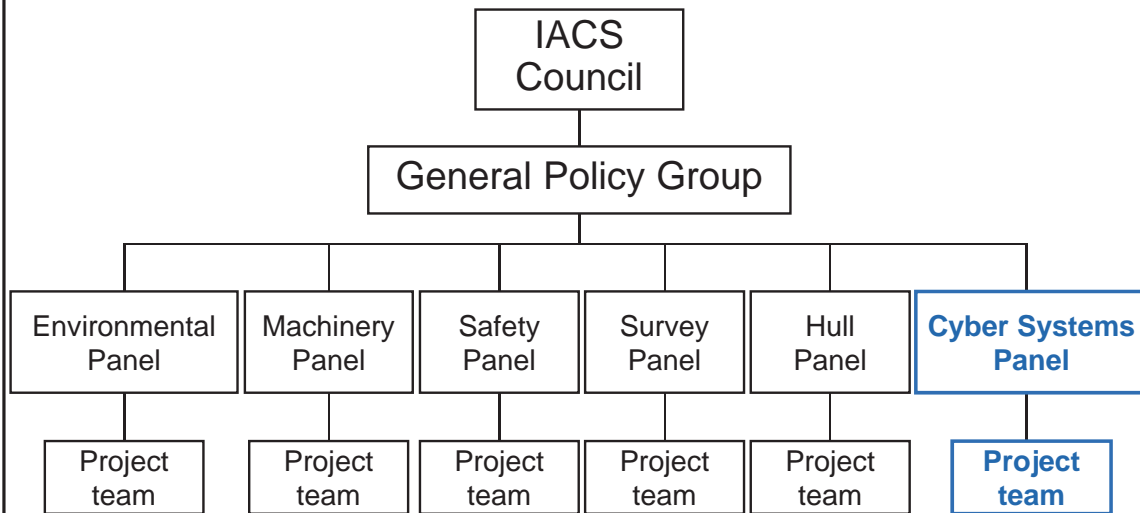 IACS
Council
General Policy Group
Environmental
Panel
Machinery
Panel
Safety
Panel
Survey
Panel
Hull
Panel
Cyber Systems
Panel
Project
team
Project
team
Project
team
Project
team
Project
team
Project
team